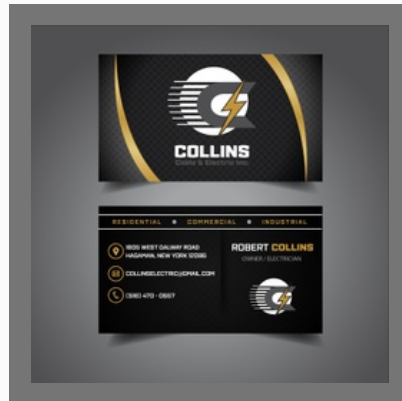 COLLINS
Cable & Electric Inc.
RESIDENTIAL • COMMERCIAL • INDUSTRIAL
1805 WEST GALWAY ROAD
HAGAMAN, NEW YORK 12086
COLLINSELECTRIC@GMAIL.COM
(518) 470 - 0557
ROBERT COLLINS
OWNER / ELECTRICIAN